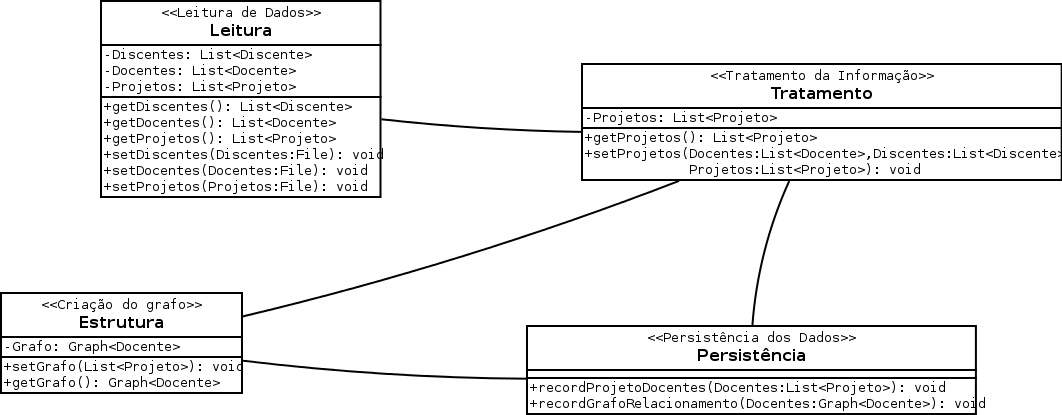 <<Leitura de Dados>>
Leitura
-Discentes: List<Discente>
-Docentes: List<Docente>
-Projetos: List<Projeto>
+getDiscentes(): List<Discente>
+getDocentes(): List<Docente>
+getProjetos(): List<Projeto>
+setDiscentes(Discentes:File): void
+setDocentes(Docentes:File): void
+setProjetos(Projetos:File): void
<<Tratamento da Informação>>
Tratamento
-Projetos: List<Projeto>
+getProjetos(): List<Projeto>
+setProjetos(Docentes:List<Docente>,Discentes:List<Discente>
Projetos:List<Projeto>): void
<<Criação do grafo>>
Estrutura
-Grafo: Graph<Docente>
+setGrafo(List<Projeto>): void
+getGrafo(): Graph<Docente>
<<Persistência dos Dados>>
Persistência
+recordProjetoDocentes(Docentes:List<Projeto>): void
+recordGrafoRelacionamento(Docentes:Graph<Docente>): void